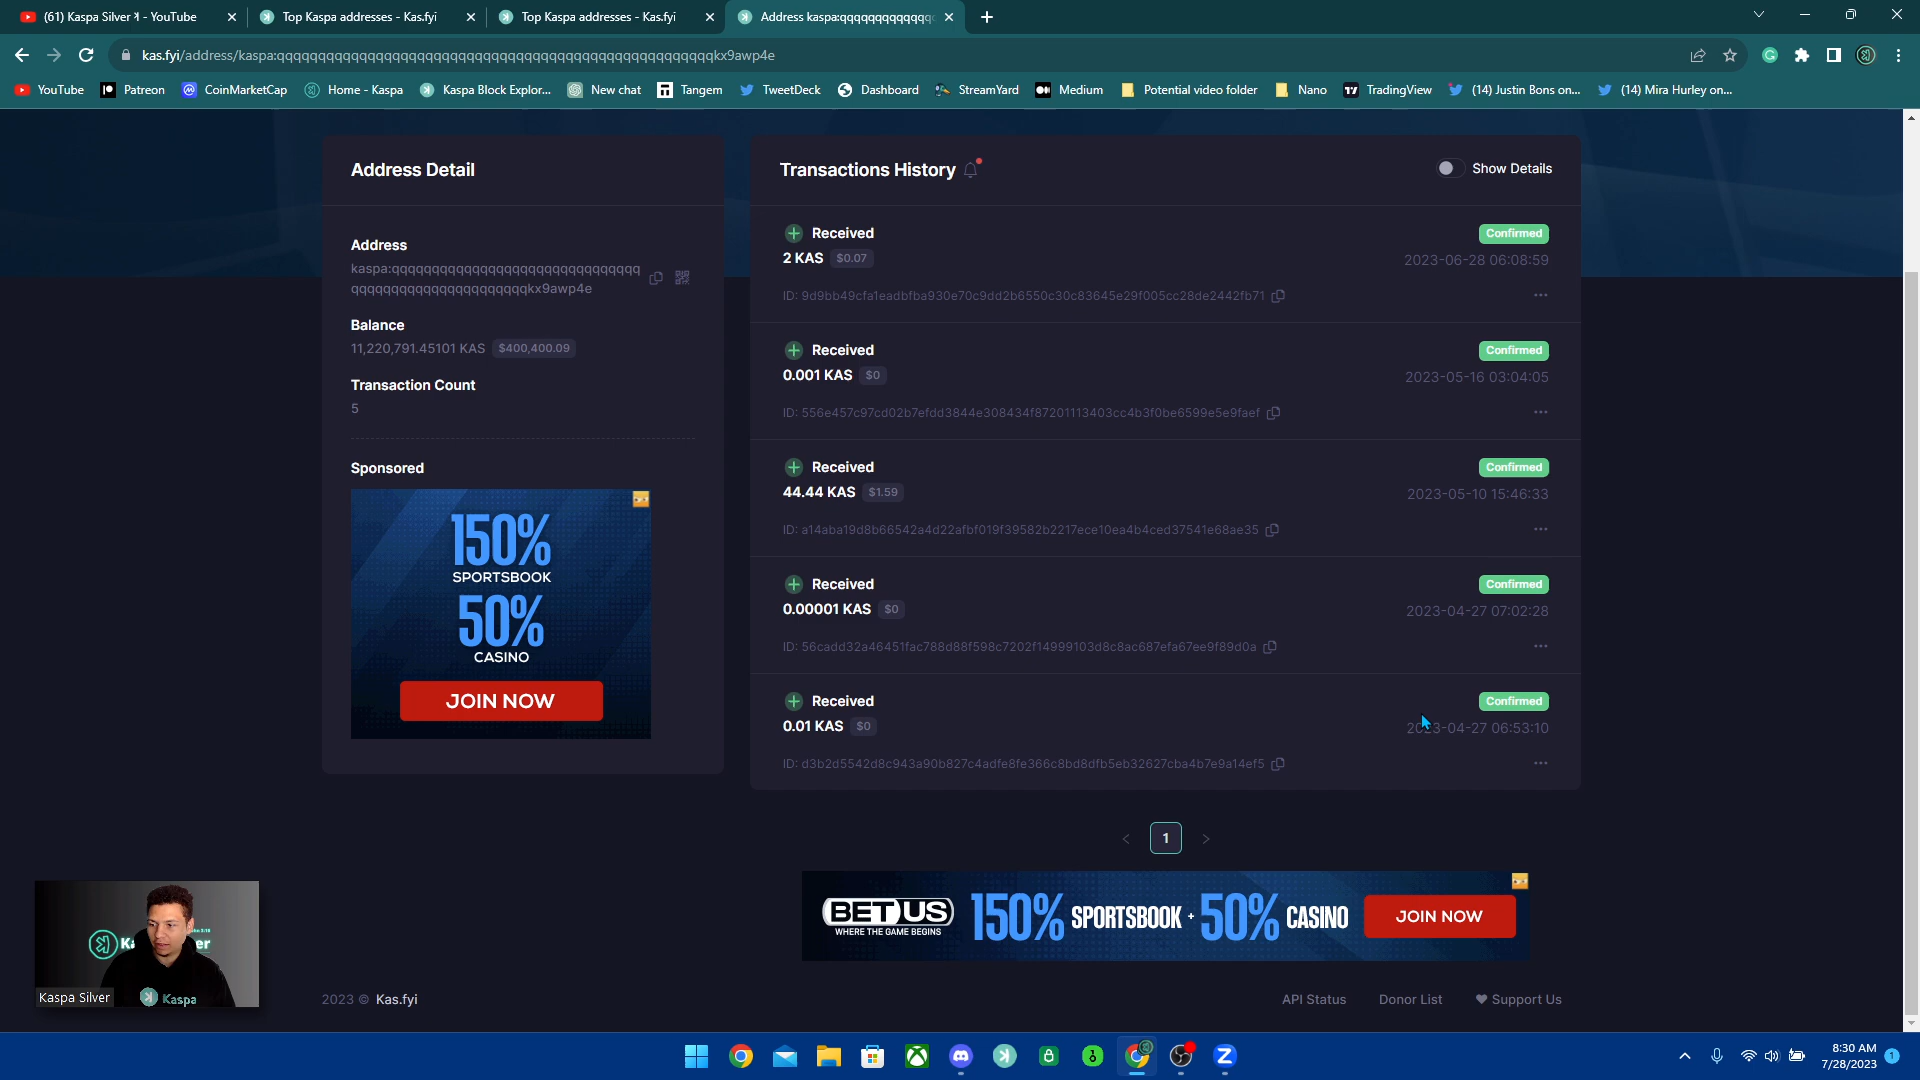 (61) Kaspa Silver - YouTube
Top Kaspa addresses - Kas.fyi
Top Kaspa addresses - Kas.fyi
Address kaspa:qqqqqqqqqqqqq
YouTube
Patreon
CoinMarketCap
Home - Kaspa
Kaspa Block Explor...
New chat
Tangem
TweetDeck
Dashboard
StreamYard
Medium
Potential video folder
Nano
TradingView
(14) Justin Bons on...
(14) Mira Hurley on...
Address Detail
Address
Balance
11,220,791.45101 KAS $400,400.09
Transaction Count
5
Sponsored
150%
SPORTSBOOK
50%
CASINO
JOIN NOW
Transactions History
Show Details
Received
Confirmed
2 KAS $0.07
2023-06-28 06:08:59
ID: 9d9bb49cfa1eadbfba930e70c9dd2b6550c30c83645e29f005cc28de2442fb71
Received
Confirmed
0.001 KAS $0
2023-05-16 03:04:05
ID: 556e457c97cd02b7efdd3844e308434f87201113403cc4b3f0be6599e5e9faef
Received
Confirmed
44.44 KAS $1.59
2023-05-10 15:46:33
ID: a14aba19d8b66542a4d22afbf019f39582b2217ece10ea4b4ced37541e68ae35
Received
Confirmed
0.00001 KAS $0
2023-04-27 07:02:28
ID: 56cadd32a46451fac788d88f598c7202f14999103d8c8ac687efa67ee9f89d0a
Received
Confirmed
0.01 KAS $0
2023-04-27 06:53:10
ID: d3b2d5542d8c943a90b827c4adfe8fe366c8bd8dfb5eb32627cba4b7e9a14ef5
1
BETUS
WHERE THE GAME BEGINS
150% SPORTSBOOK + 50% CASINO
JOIN NOW
Kaspa
Kaspa Silver
2023 © Kas.fyi
API Status
Donor List
Support Us
8:30 AM
7/28/2023
1